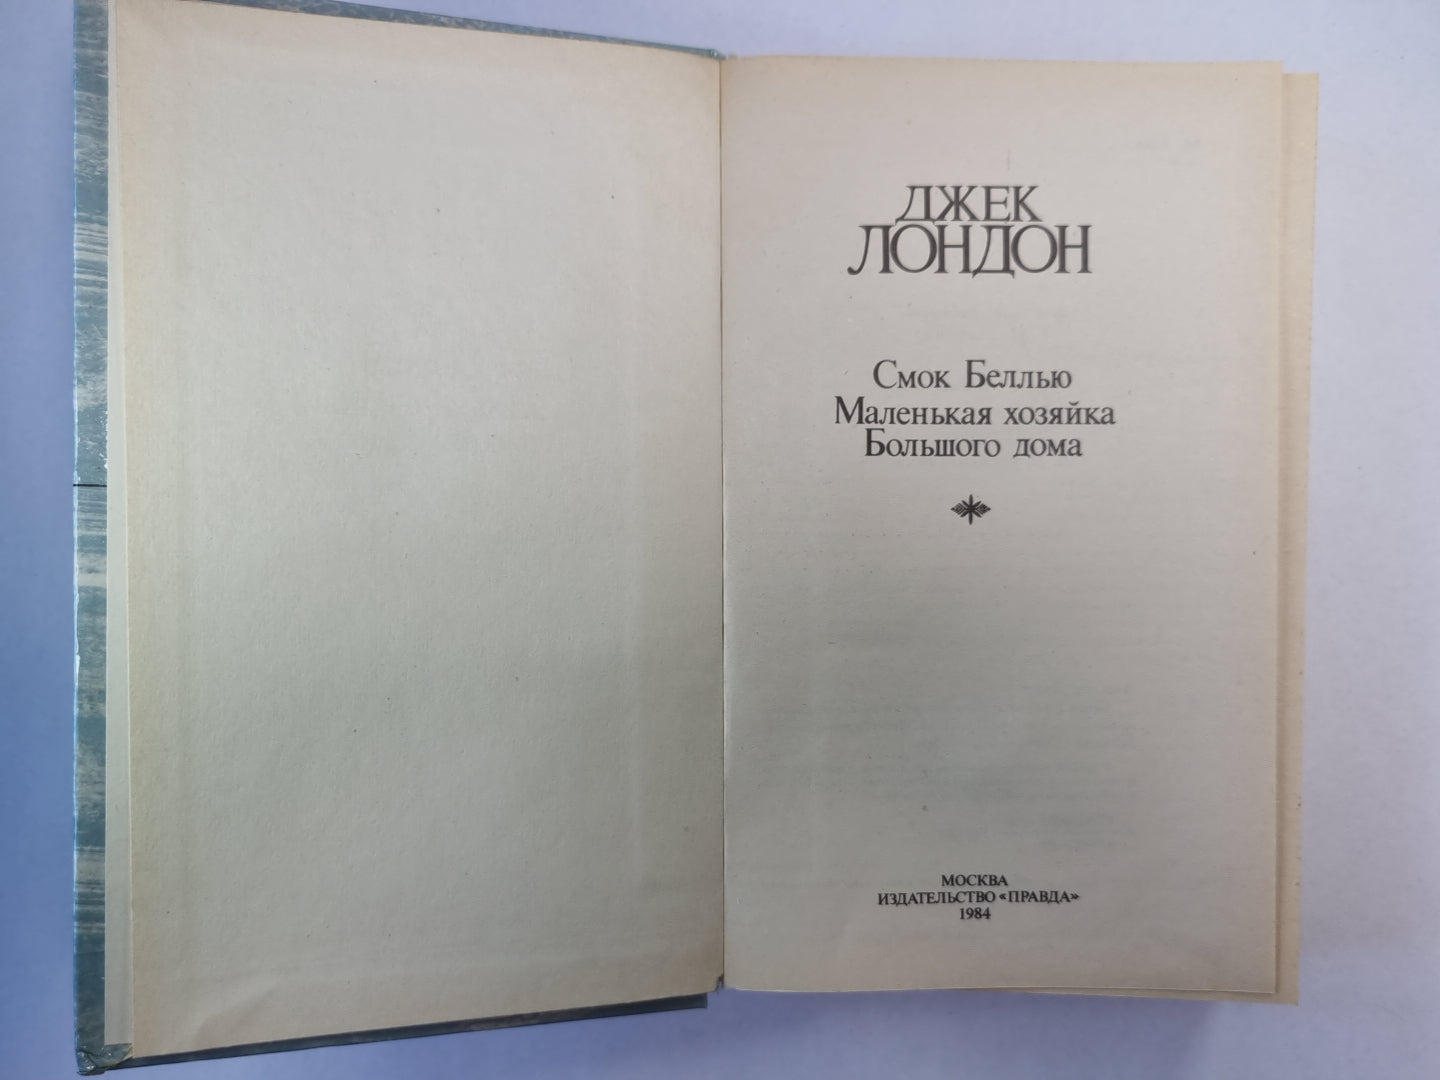 ДЖЕК
ЛОНДОН
Смок Беллью
Маленькая хозяйка
Большого дома
МОСКВА
ИЗДАТЕЛЬСТВО «ПРАВДА»
1984